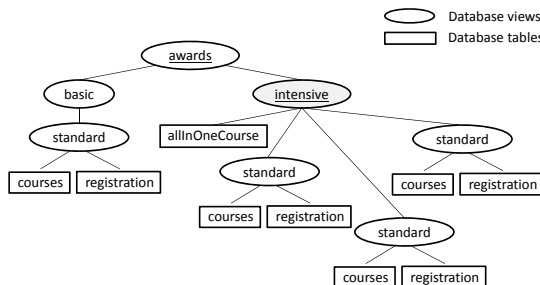 Database views
Database tables
awards
basic
intensive
standard
allInOneCourse
standard
standard
courses
registration
courses
registration
courses
registration
standard
courses
registration